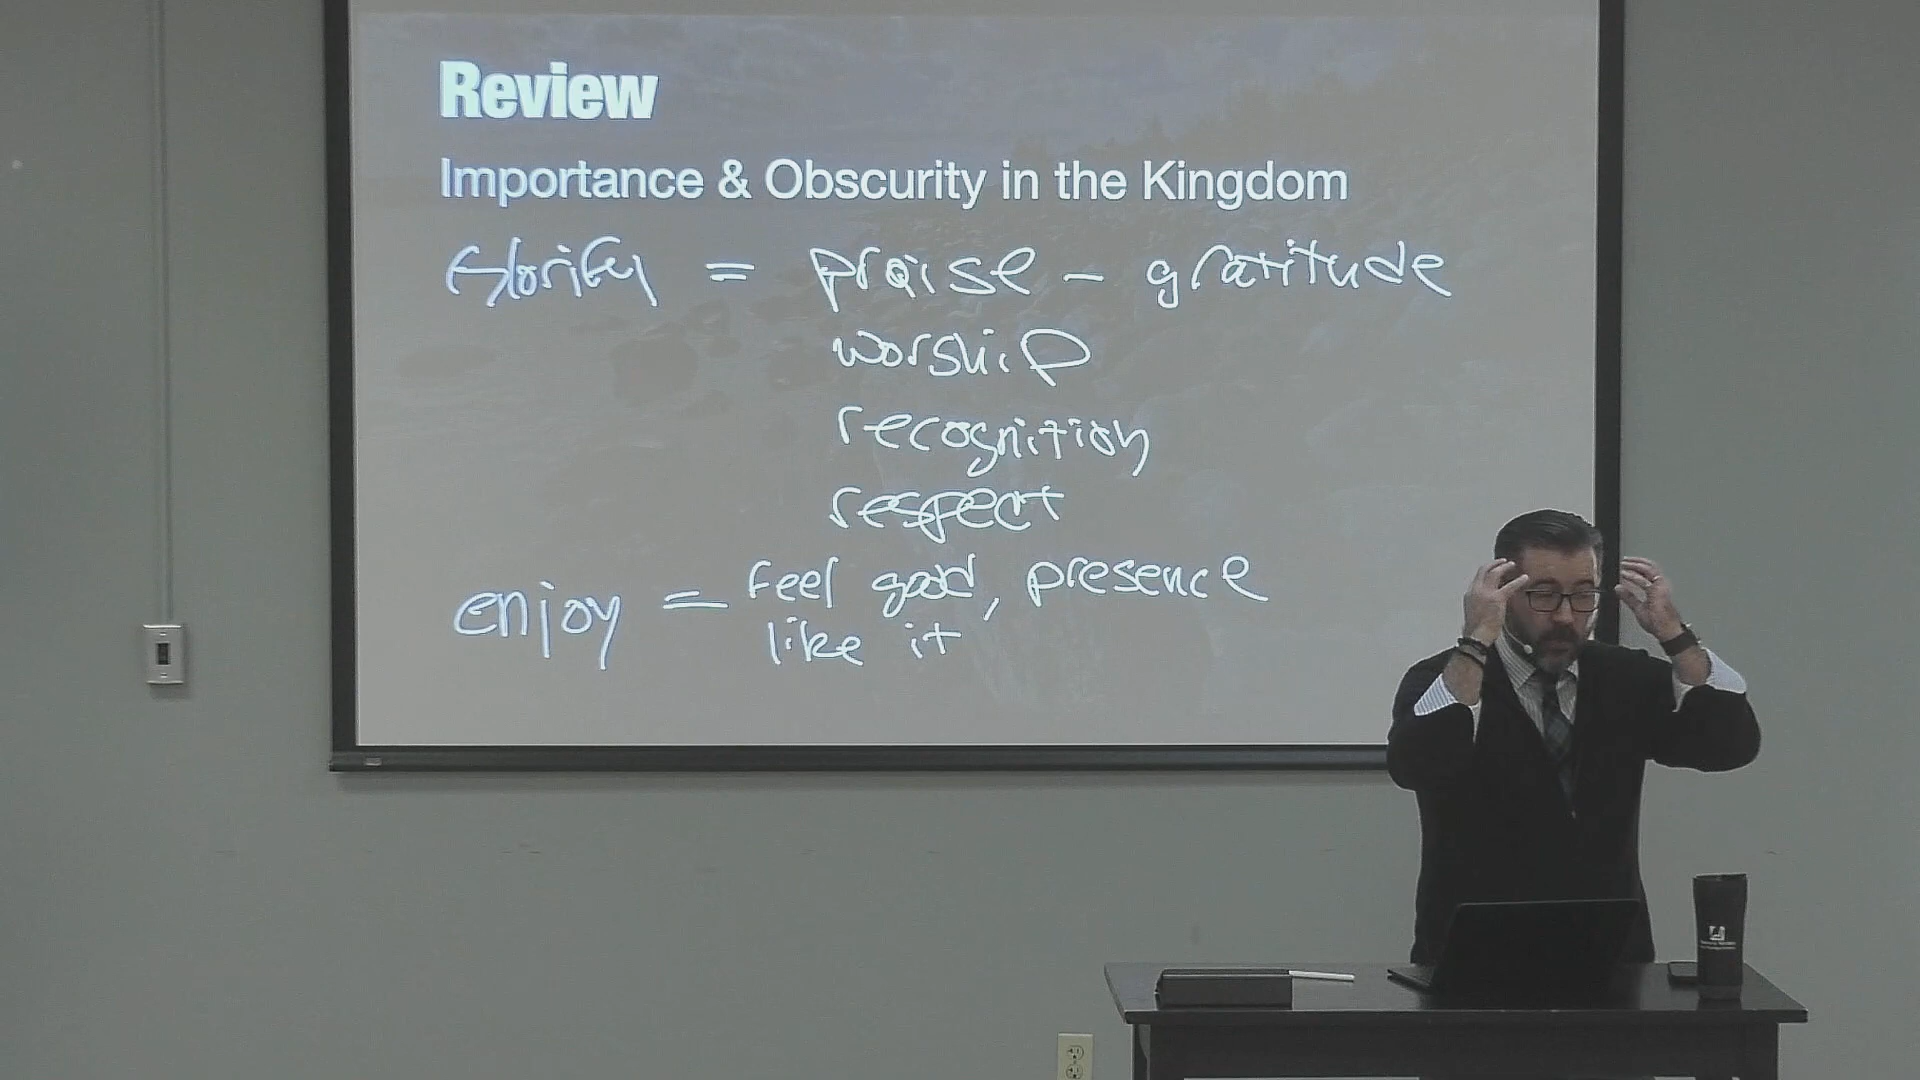 Review
Importance & Obscurity in the Kingdom
Glorify = praise - gratitude
worship
recognition
respect
enjoy = feel good, presence
like it